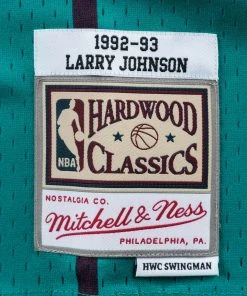 1992-93
LARRY JOHNSON
HARDWOOD
NBA
CLASSICS
NOSTALGIA CO.
Mitchell & Ness
PHILADELPHIA, PA.
HWC SWINGMAN